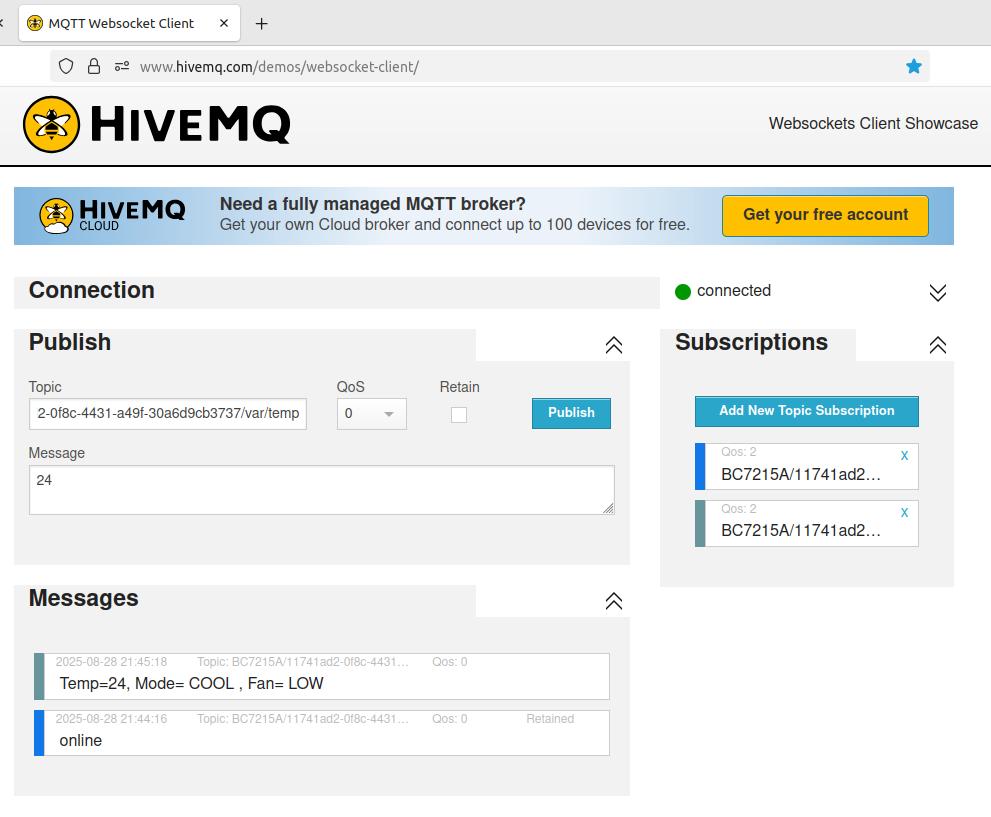 MQTT Websocket Client
www.hivemq.com/demos/websocket-client/
HIVEMQ
Websockets Client Showcase
HIVEMQ
CLOUD
Need a fully managed MQTT broker?
Get your own Cloud broker and connect up to 100 devices for free.
Get your free account
Connection
connected
Publish
Topic
QoS
Retain
2-0f8c-4431-a49f-30a6d9cb3737/var/temp
0
Publish
Message
24
Subscriptions
Add New Topic Subscription
Qos: 2
X
BC7215A/11741ad2…
Qos: 2
X
BC7215A/11741ad2…
Messages
2025-08-28 21:45:18 Topic: BC7215A/11741ad2-0f8c-4431… Qos: 0
Temp=24, Mode= COOL , Fan= LOW
2025-08-28 21:44:16 Topic: BC7215A/11741ad2-0f8c-4431… Qos: 0 Retained
online